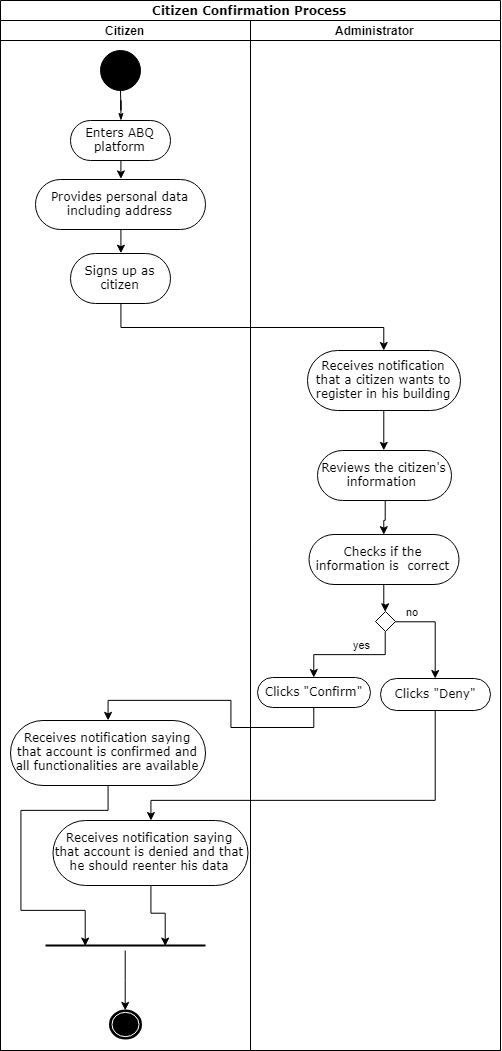 Citizen Confirmation Process
Citizen
Administrator
Enters ABQ
platform
Provides personal data
including address
Signs up as
citizen
Receives notification
that a citizen wants to
register in his building
Reviews the citizen's
information
Checks if the
information is  correct
no
yes
Clicks "Confirm"
Clicks "Deny"
Receives notification saying
that account is confirmed and
all functionalities are available
Receives notification saying
that account is denied and that
he should reenter his data